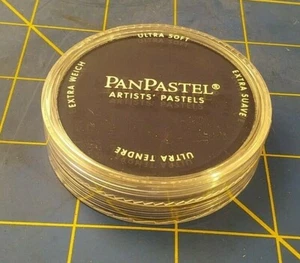 ULTRA SOFT
EXTRA WEICH
PANPASTEL®
ARTISTS' PASTELS
EXTRA SUAVE
ULTRA TENDRE